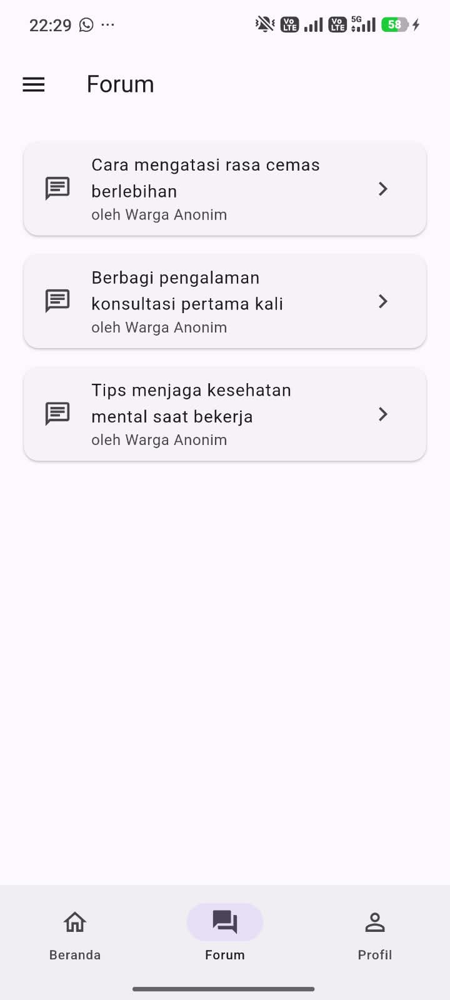 22:29 ...
Vo LTE Vo LTE 5G 58
Forum
Cara mengatasi rasa cemas
berlebihan
oleh Warga Anonim
Berbagi pengalaman
konsultasi pertama kali
oleh Warga Anonim
Tips menjaga kesehatan
mental saat bekerja
oleh Warga Anonim
Beranda
Forum
Profil